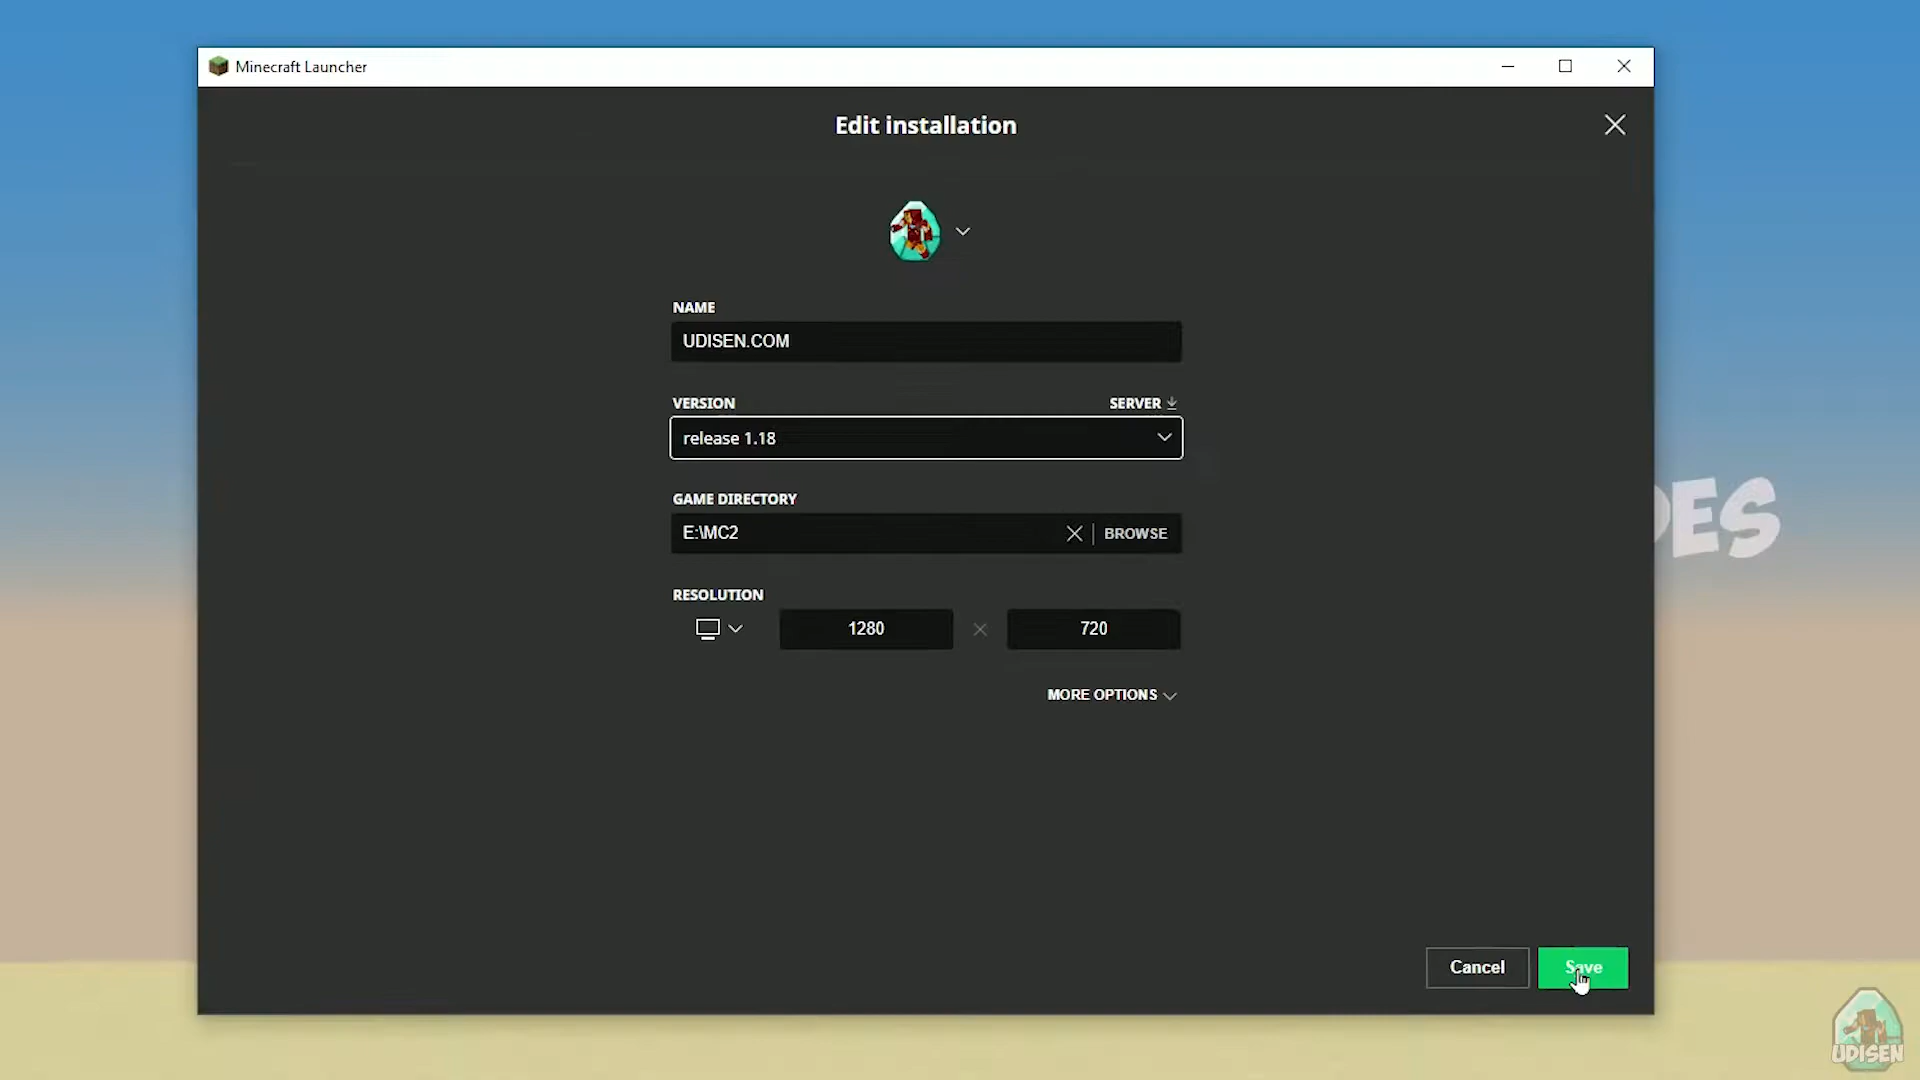 Minecraft Launcher
Edit installation
NAME
UDISEN.COM
VERSION
SERVER
release 1.18
GAME DIRECTORY
E:\MC2
BROWSE
RESOLUTION
1280
720
MORE OPTIONS
Cancel
Save
UDISEN